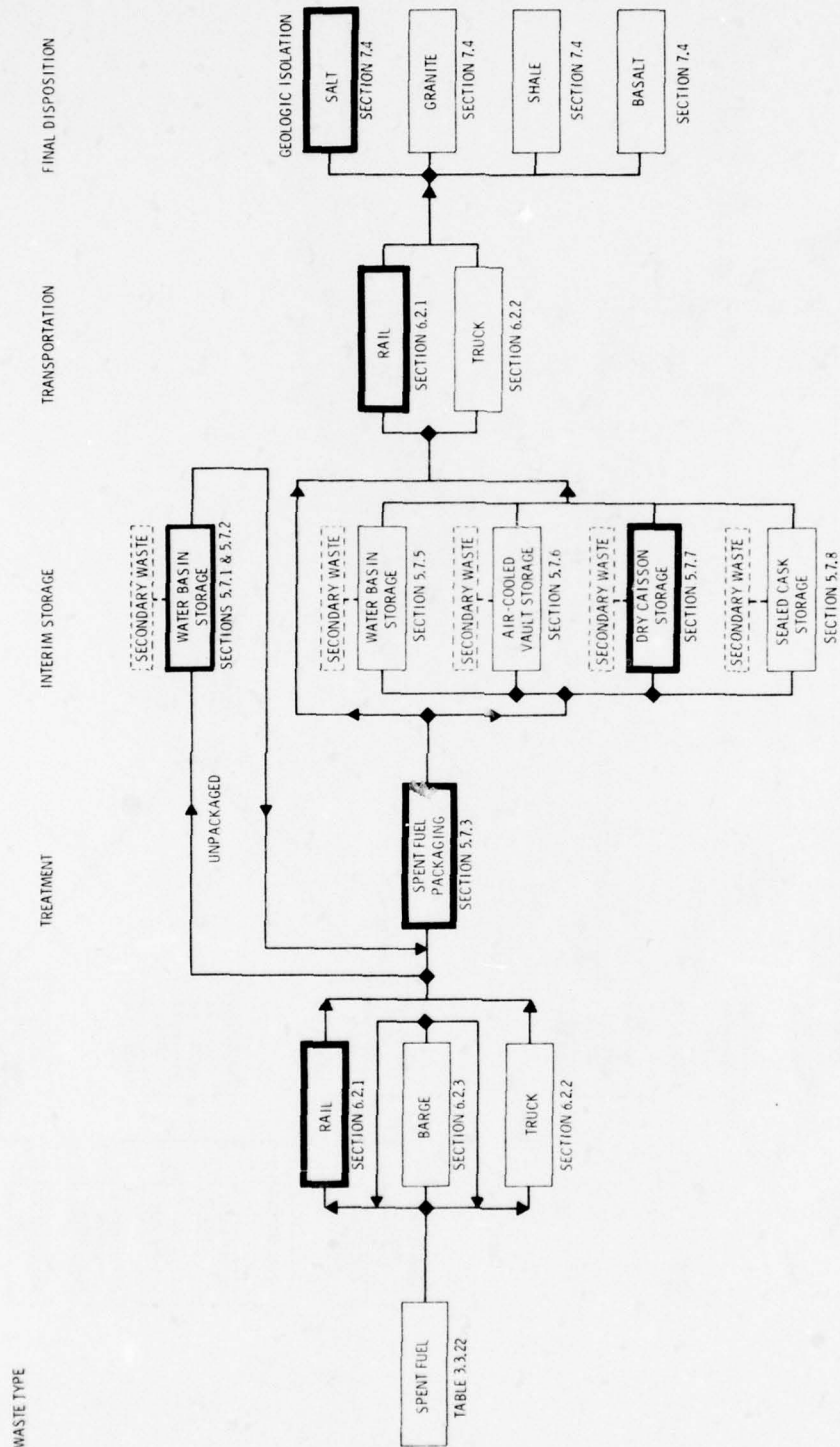 WASTE TYPE
TREATMENT
INTERIM STORAGE
TRANSPORTATION
FINAL DISPOSITION
SPENT FUEL
TABLE 3.3.22
RAIL
SECTION 6.2.1
BARGE
SECTION 6.2.3
TRUCK
SECTION 6.2.2
UNPACKAGED
SPENT FUEL
PACKAGING
SECTION 5.7.3
SECONDARY WASTE
WATER BASIN
STORAGE
SECTIONS 5.7.1 & 5.7.2
SECONDARY WASTE
WATER BASIN
STORAGE
SECTION 5.7.5
SECONDARY WASTE
AIR-COOLED
VAULT STORAGE
SECTION 5.7.6
SECONDARY WASTE
DRY CAISSON
STORAGE
SECTION 5.7.7
SECONDARY WASTE
SEALED CASK
STORAGE
SECTION 5.7.8
RAIL
SECTION 6.2.1
TRUCK
SECTION 6.2.2
GEOLOGIC ISOLATION
SALT
SECTION 7.4
GRANITE
SECTION 7.4
SHALE
SECTION 7.4
BASALT
SECTION 7.4